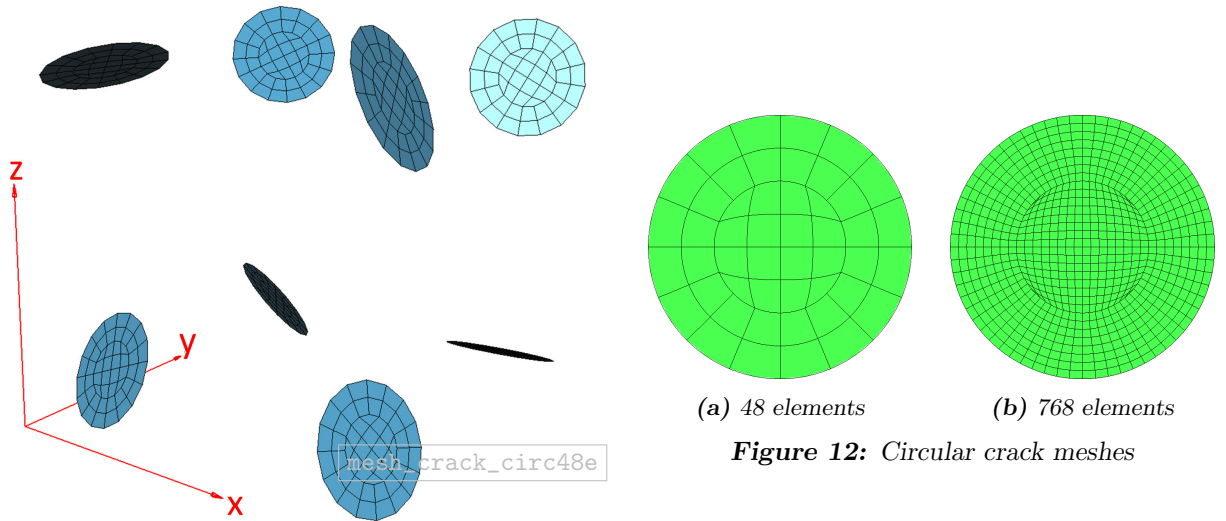 z
y
x
mesh_crack_circ48e
(a) 48 elements
(b) 768 elements
Figure 12: Circular crack meshes